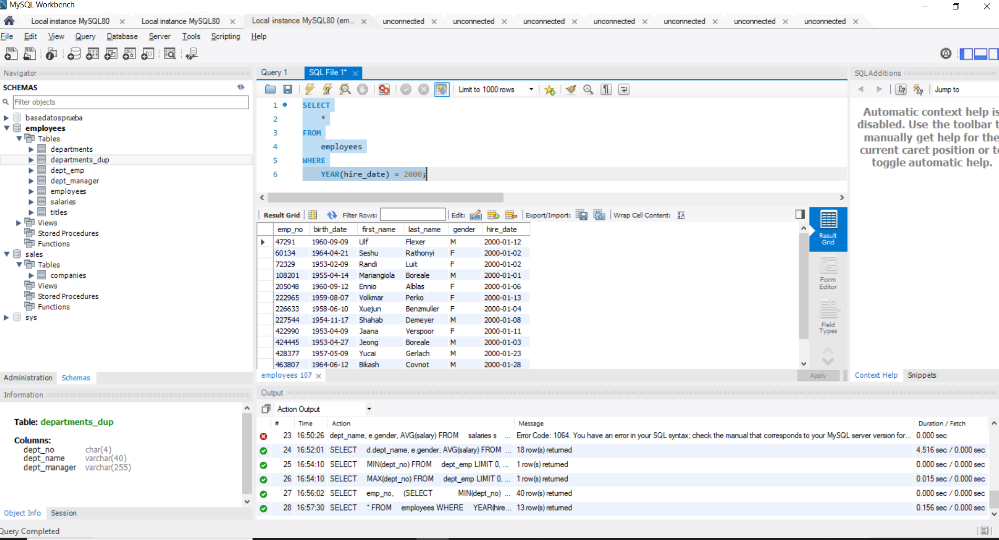 MySQL Workbench
Local instance MySQL80 Local instance MySQL80 Local instance MySQL80 (em... unconnected unconnected unconnected unconnected unconnected unconnected unconnected
File Edit View Query Database Server Tools Scripting Help
Navigator
SCHEMAS
Filter objects
basedatosprueba
employees
Tables
departments
departments_dup
dept_emp
dept_manager
employees
salaries
titles
Views
Stored Procedures
Functions
sales
Tables
companies
Views
Stored Procedures
Functions
sys
Administration Schemas
Information
Table: departments_dup
Columns:
dept_no char(4)
dept_name varchar(40)
dept_manager varchar(255)
Object Info Session
Query 1 SQL File 1*
Limit to 1000 rows
1 SELECT
2 *
3 FROM
4 employees
5 WHERE
6 YEAR(hire_date) = 2000;
Result Grid Filter Rows: Edit: Export/Import: Wrap Cell Content: IA
emp_no birth_date first_name last_name gender hire_date
47291 1960-09-09 Ulf Flexer M 2000-01-12
60134 1964-04-21 Seshu Rathonyi F 2000-01-02
72329 1953-02-09 Randi Luit F 2000-01-02
108201 1955-04-14 Mariangiola Boreale M 2000-01-01
205048 1960-09-12 Ennio Alblas F 2000-01-06
222965 1959-08-07 Volkmar Perko F 2000-01-13
226633 1958-06-10 Xuejun Benzmuller F 2000-01-04
227544 1954-11-17 Shahab Demeyer M 2000-01-08
422990 1953-04-09 Jaana Verspoor F 2000-01-11
424445 1953-04-27 Jeong Boreale M 2000-01-03
428377 1957-05-09 Yucai Gerlach M 2000-01-23
463807 1964-06-12 Bikash Covnot M 2000-01-28
Result
Grid
Form
Editor
Field
Types
employees 107
Apply
SQLAdditions
Jump to
Automatic context help is
disabled. Use the toolbar t
manually get help for the
current caret position or to
toggle automatic help.
Context Help Snippets
Output
Action Output
# Time Action Message Duration / Fetch
23 16:50:26 dept_name, e.gender, AVG(salary) FROM salaries s ... Error Code: 1064. You have an error in your SQL syntax; check the manual that corresponds to your MySQL server version for... 0.000 sec
24 16:52:01 SELECT d.dept_name, e.gender, AVG(salary) FROM ... 18 row(s) returned 4.516 sec / 0.000 sec
25 16:54:10 SELECT MIN(dept_no) FROM dept_emp LIMIT 0, ... 1 row(s) returned 0.000 sec / 0.000 sec
26 16:54:10 SELECT MAX(dept_no) FROM dept_emp LIMIT 0, ... 1 row(s) returned 0.015 sec / 0.000 sec
27 16:56:02 SELECT emp_no, (SELECT MIN(dept_no) ... 40 row(s) returned 0.000 sec / 0.000 sec
28 16:57:30 SELECT * FROM employees WHERE YEAR(hire... 13 row(s) returned 0.156 sec / 0.000 sec
Query Completed